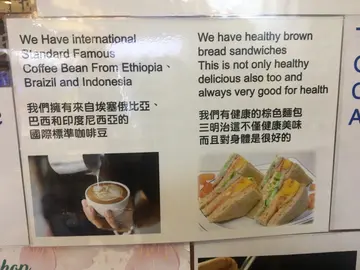 We Have international
Standard Famous
Coffee Bean From Ethiopia、
Braizil and Indonesia
我們擁有來自埃塞俄比亞、
巴西和印度尼西亞的
國際標準咖啡豆
We have healthy brown
bread sandwiches
This is not only healthy
delicious also too and
always very good for health
我們有健康的棕色麵包
三明治這不僅健康美味
而且對身體是很好的
hop